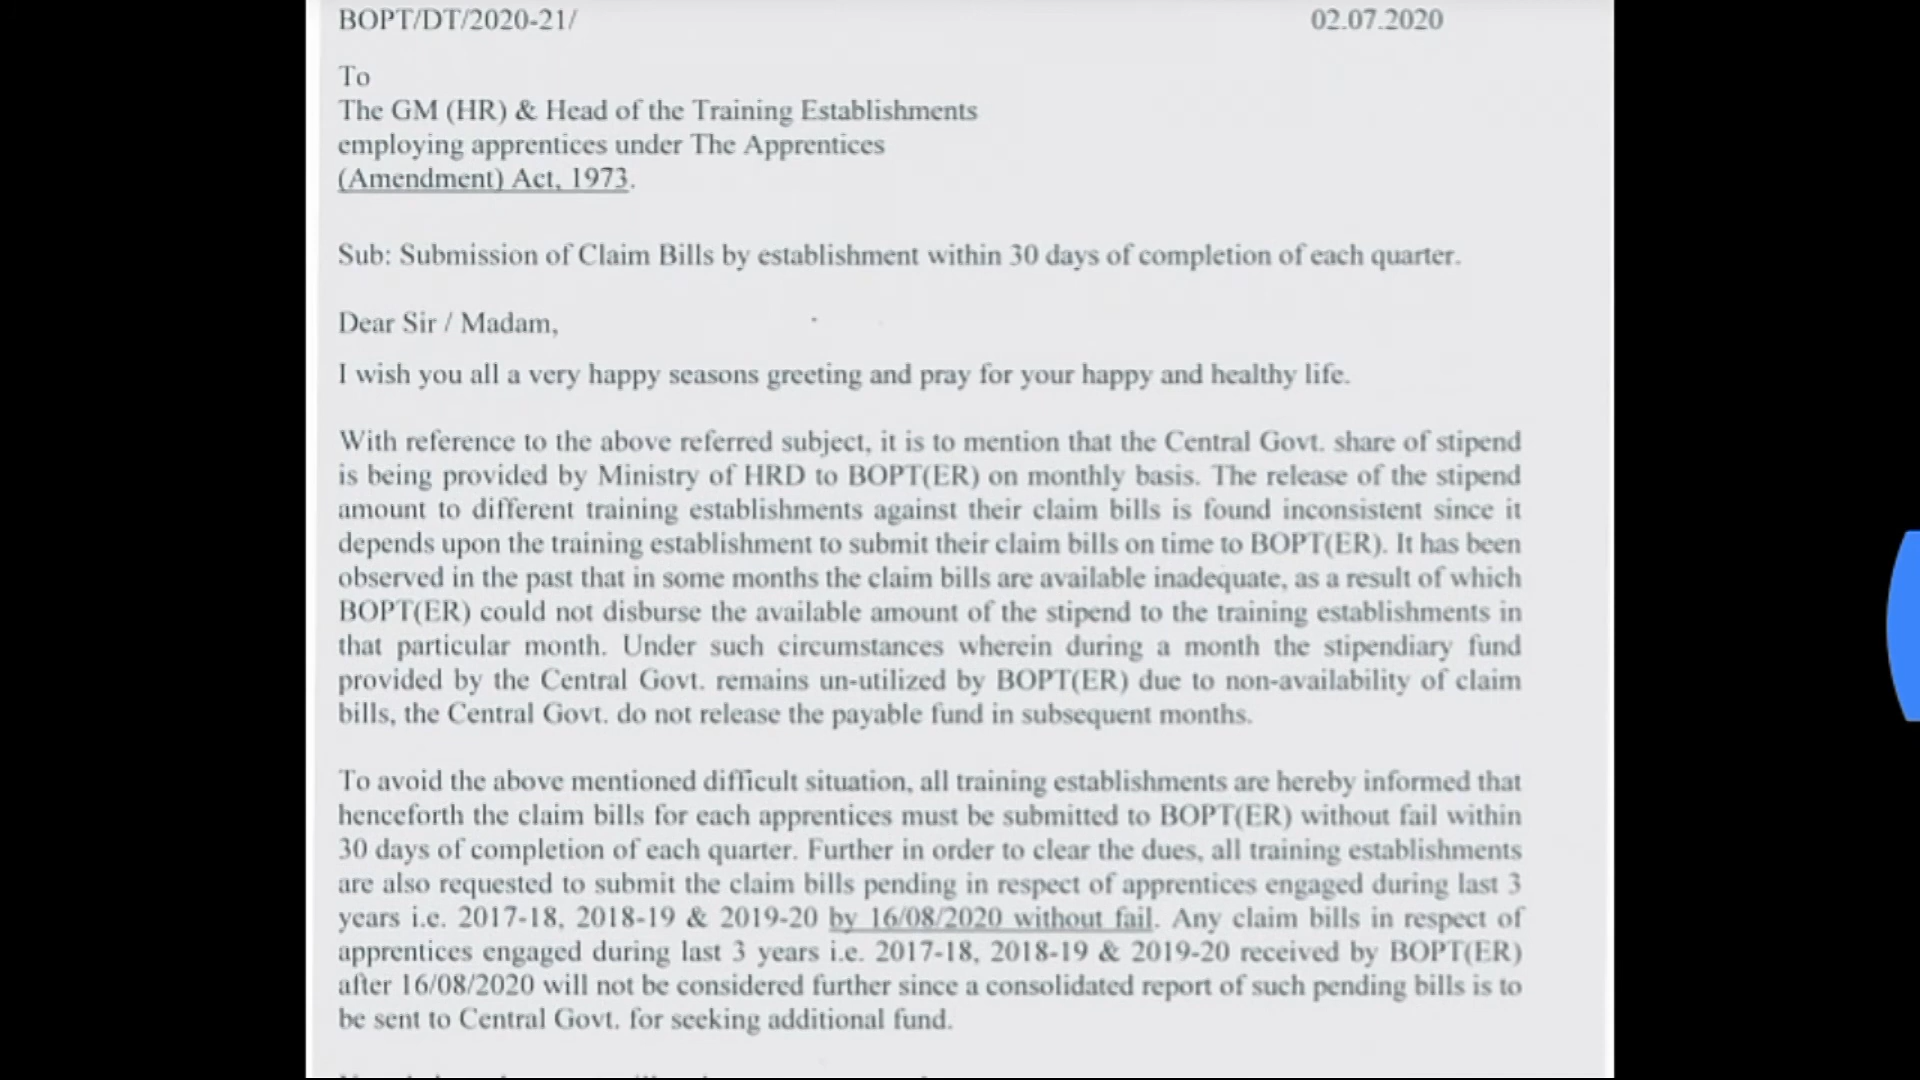 BOPT/DT/2020-21/ 02.07.2020
To
The GM (HR) & Head of the Training Establishments
employing apprentices under The Apprentices
(Amendment) Act, 1973.
Sub: Submission of Claim Bills by establishment within 30 days of completion of each quarter.
Dear Sir / Madam,
I wish you all a very happy seasons greeting and pray for your happy and healthy life.
With reference to the above referred subject, it is to mention that the Central Govt. share of stipend
is being provided by Ministry of HRD to BOPT(ER) on monthly basis. The release of the stipend
amount to different training establishments against their claim bills is found inconsistent since it
depends upon the training establishment to submit their claim bills on time to BOPT(ER). It has been
observed in the past that in some months the claim bills are available inadequate, as a result of which
BOPT(ER) could not disburse the available amount of the stipend to the training establishments in
that particular month. Under such circumstances wherein during a month the stipendiary fund
provided by the Central Govt. remains un-utilized by BOPT(ER) due to non-availability of claim
bills, the Central Govt. do not release the payable fund in subsequent months.
To avoid the above mentioned difficult situation, all training establishments are hereby informed that
henceforth the claim bills for each apprentices must be submitted to BOPT(ER) without fail within
30 days of completion of each quarter. Further in order to clear the dues, all training establishments
are also requested to submit the claim bills pending in respect of apprentices engaged during last 3
years i.e. 2017-18, 2018-19 & 2019-20 by 16/08/2020 without fail. Any claim bills in respect of
apprentices engaged during last 3 years i.e. 2017-18, 2018-19 & 2019-20 received by BOPT(ER)
after 16/08/2020 will not be considered further since a consolidated report of such pending bills is to
be sent to Central Govt. for seeking additional fund.